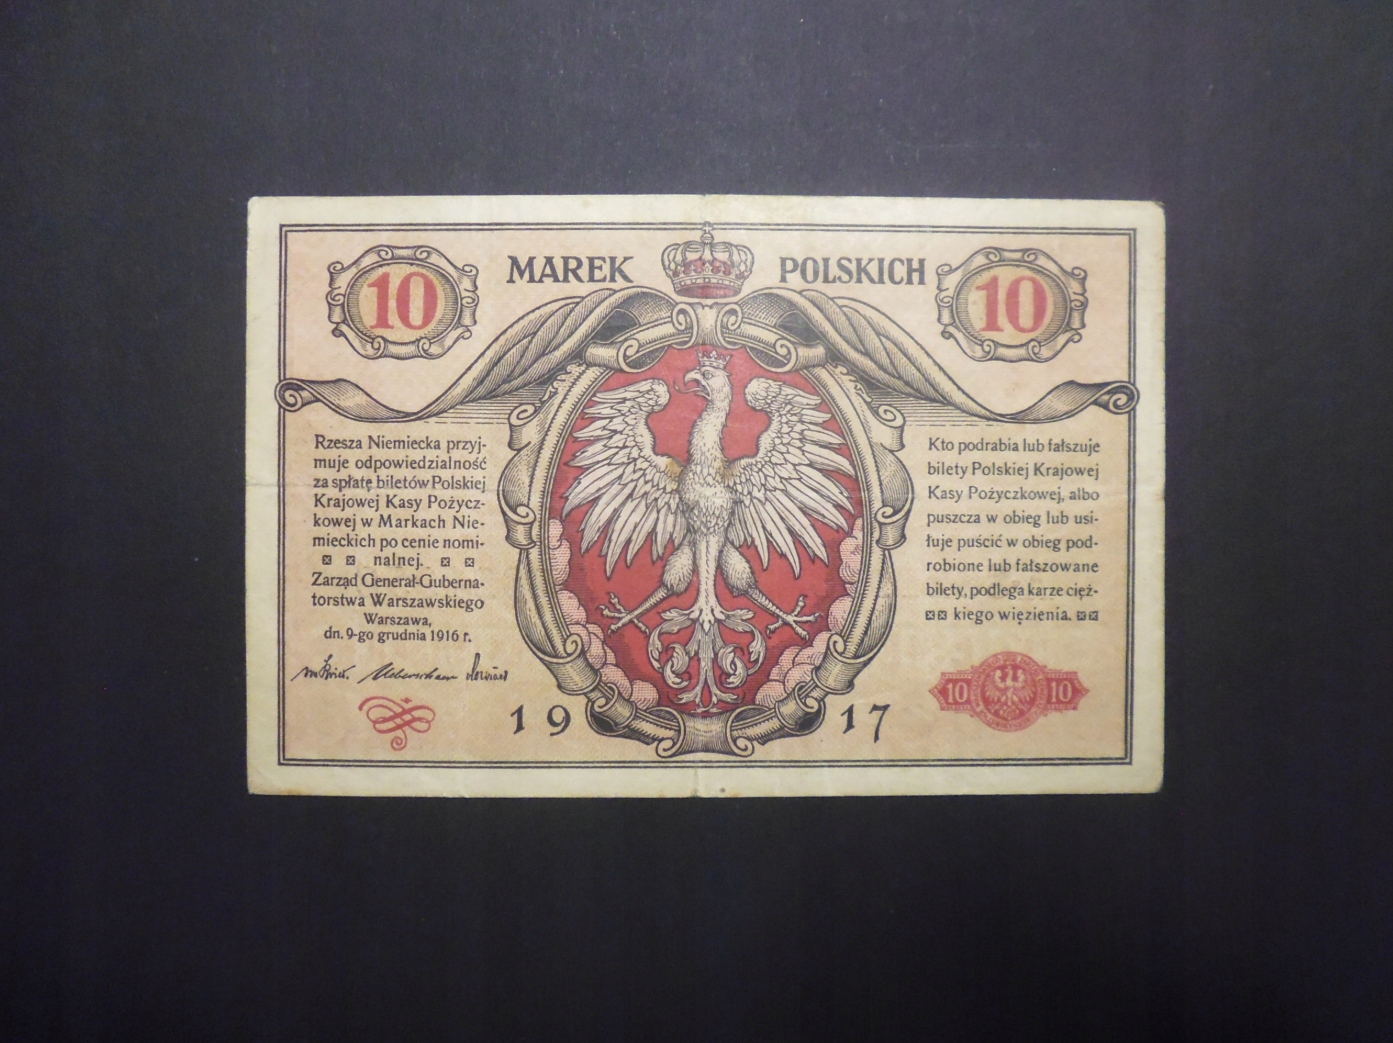 MAREK POLSKICH
10
10
Rzesza Niemiecka przyj-
muje odpowiedzialność
za spłatę biletów Polskiej
Krajowej Kasy Pożycz-
kowej w Markach Nie-
mieckich po cenie nomi-
nalnej.
Zarząd Generał-Guberna-
torstwa Warszawskiego
Warszawa,
dn. 9-go grudnia 1916 r.
Kto podrabia lub fałszuje
bilety Polskiej Krajowej
Kasy Pożyczkowej, albo
puszcza w obieg lub usi-
łuje puścić w obieg pod-
robione lub fałszowane
bilety, podlega karze cięż-
kiego więzienia.
10 10
1917